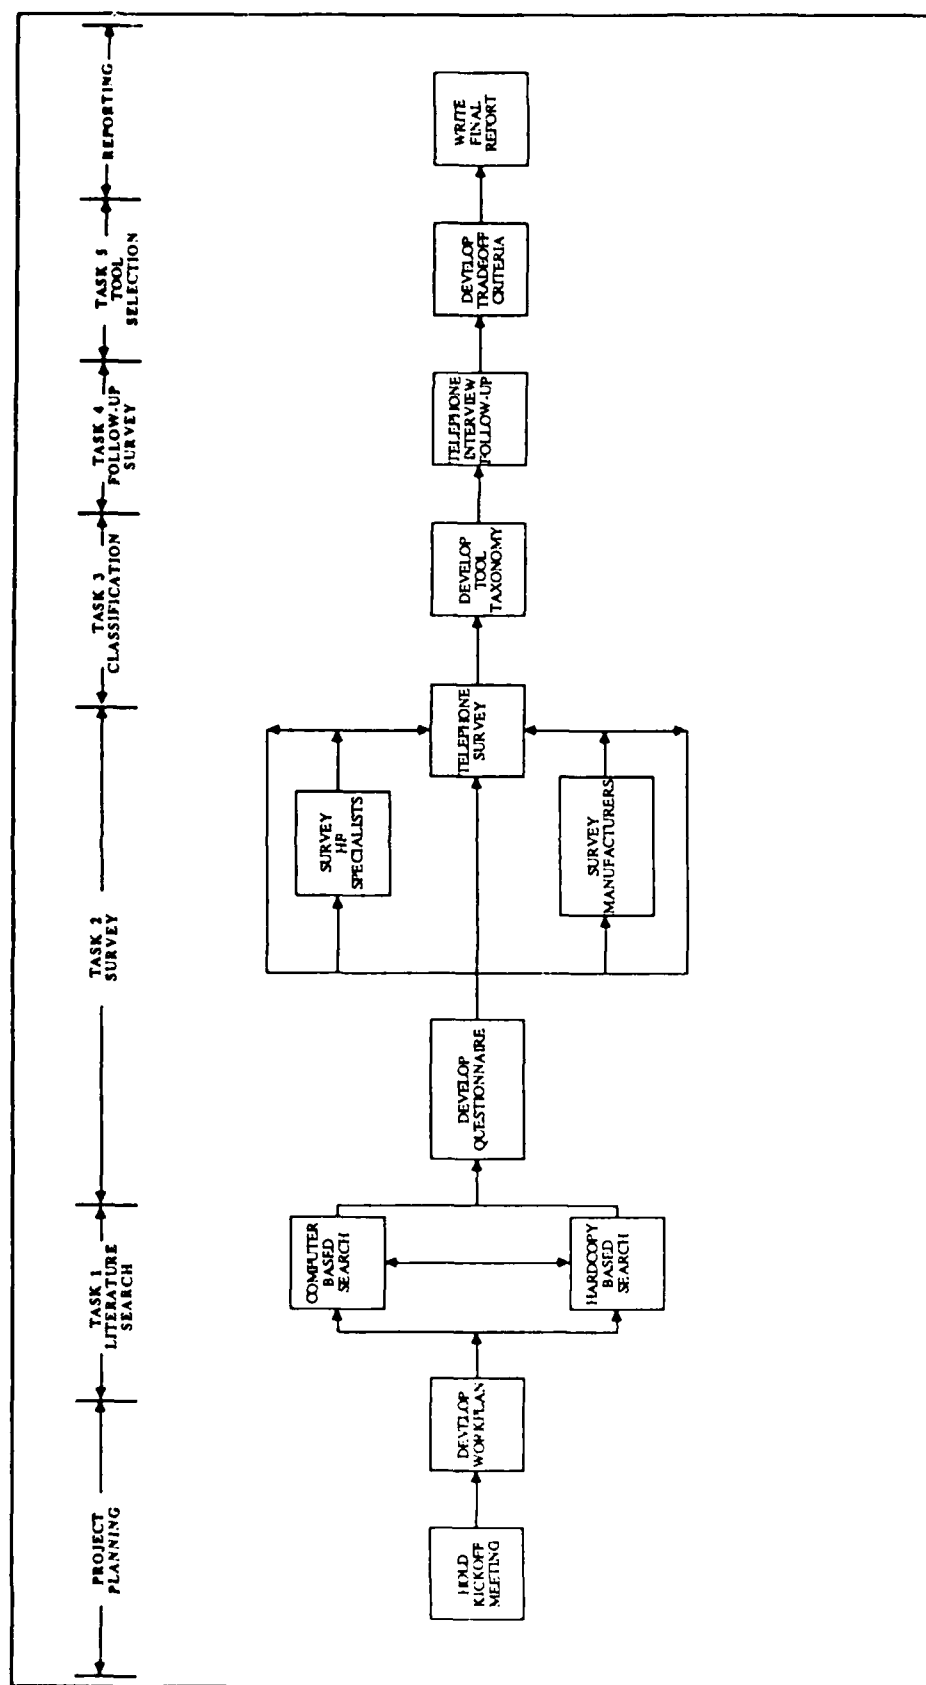 PROJECT
PLANNING
TASK 1
LITERATURE
SEARCH
TASK 2
SURVEY
TASK 3
CLASSIFICATION
TASK 4
FOLLOW-UP
SURVEY
TASK 5
TOOL
SELECTION
REPORTING
HOLD
KICKOFF
MEETING
DEVELOP
WORKPLAN
COMPUTER
BASED
SEARCH
HARDCOPY
BASED
SEARCH
DEVELOP
QUESTIONNAIRE
SURVEY
HF
SPECIALISTS
SURVEY
MANUFACTURERS
TELEPHONE
SURVEY
DEVELOP
TOOL
TAXONOMY
TELEPHONE
INTERVIEW
FOLLOW-UP
DEVELOP
TRADEOFF
CRITERIA
WRITE
FINAL
REPORT